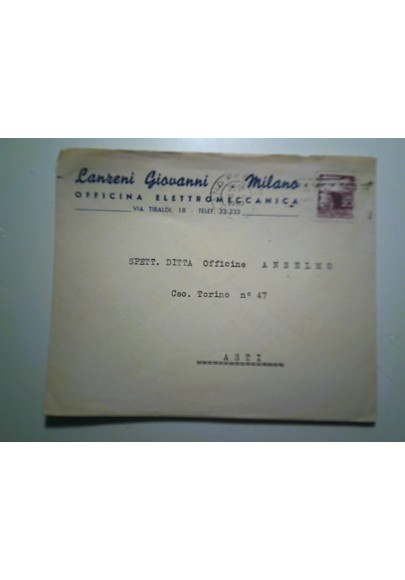 Lanzeni Giovanni - - Milano
OFFICINA ELETTROMECCANICA
VIA TIBALDI, 18 - TELEF. 33-233
SPETT. DITTA Officine ANSELMO
Cso. Torino n° 47
ASTI